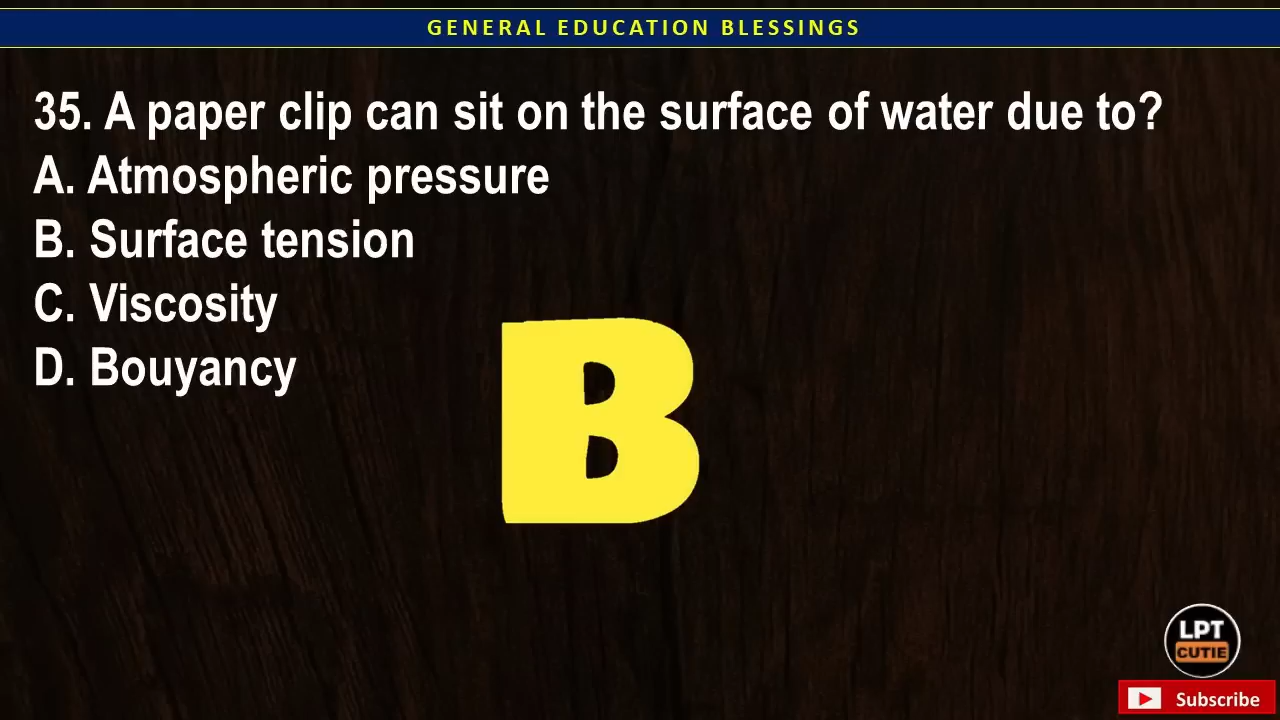 GENERAL EDUCATION BLESSINGS
35. A paper clip can sit on the surface of water due to?
A. Atmospheric pressure
B. Surface tension
C. Viscosity
D. Bouyancy
B
LPT
CUTIE
Subscribe